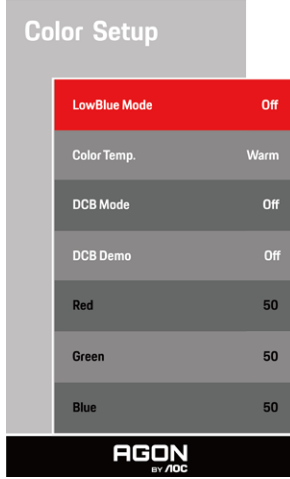 Color Setup
LowBlue Mode Off
Color Temp. Warm
DCB Mode Off
DCB Demo Off
Red 50
Green 50
Blue 50
AGON
BY AOC